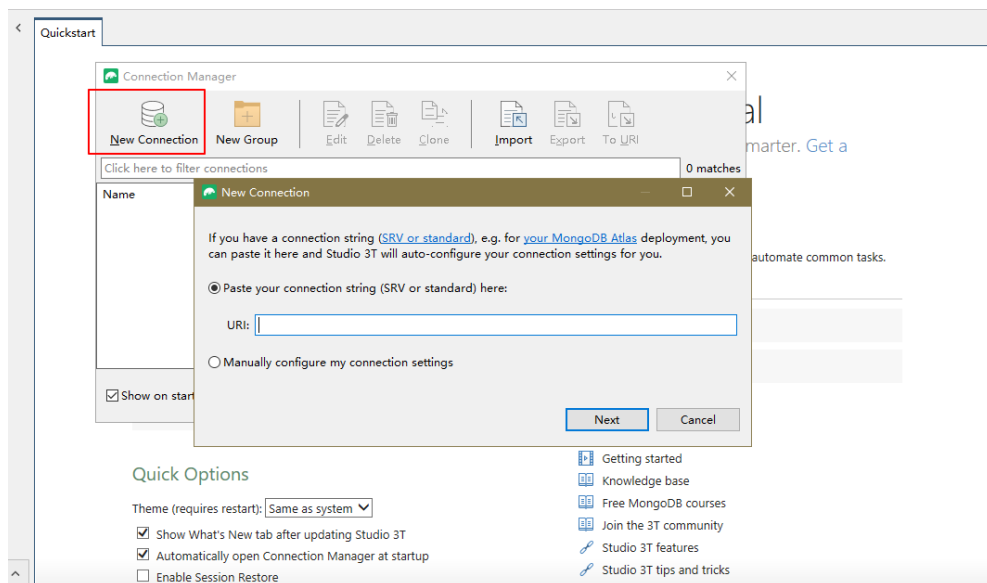 Quickstart
Connection Manager
New Connection
New Group
Edit
Delete
Clone
Import
Export
To URI
al
marter. Get a
Click here to filter connections
0 matches
Name
New Connection
If you have a connection string (SRV or standard), e.g. for your MongoDB Atlas deployment, you
can paste it here and Studio 3T will auto-configure your connection settings for you.
automate common tasks.
Paste your connection string (SRV or standard) here:
URI:
Manually configure my connection settings
Show on start
Next
Cancel
Quick Options
Theme (requires restart): Same as system
Show What's New tab after updating Studio 3T
Automatically open Connection Manager at startup
Enable Session Restore
Getting started
Knowledge base
Free MongoDB courses
Join the 3T community
Studio 3T features
Studio 3T tips and tricks